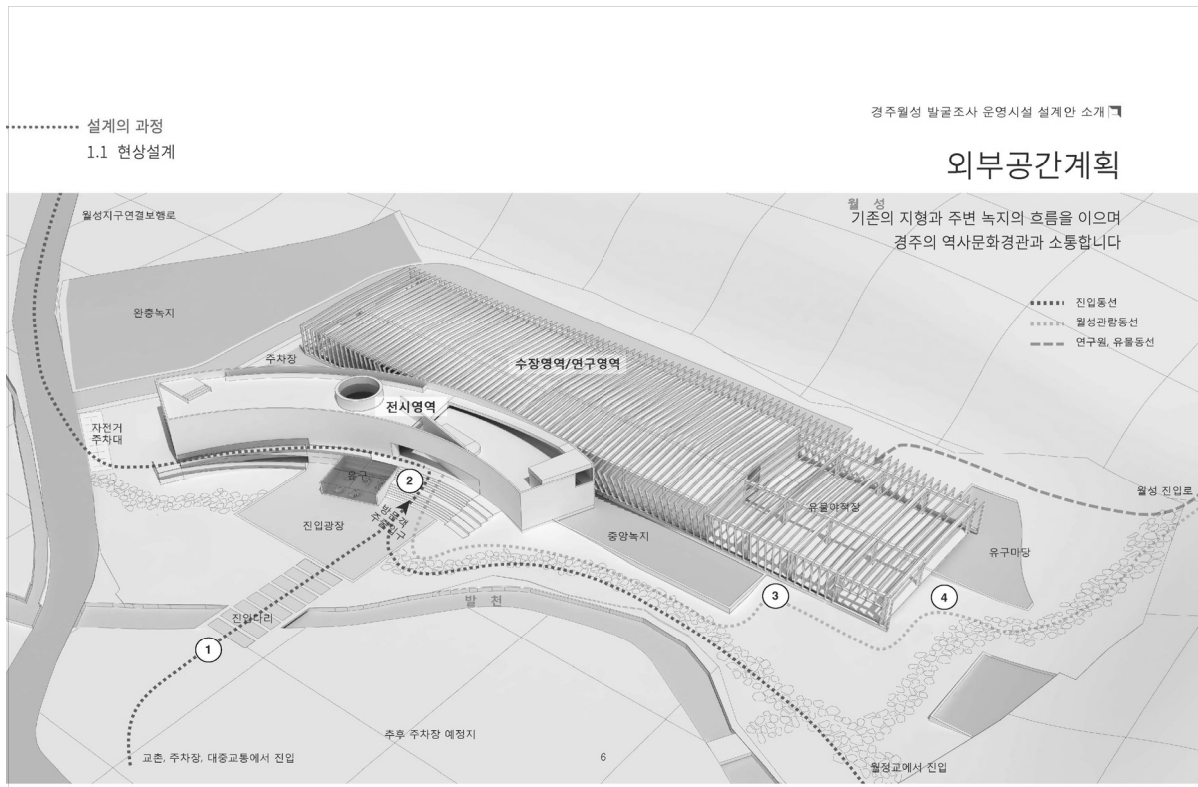 설계의 과정
1.1 현상설계
경주월성 발굴조사 운영시설 설계안 소개
외부공간계획
월 성
기존의 지형과 주변 녹지의 흐름을 이으며
경주의 역사문화경관과 소통합니다
월성지구연결보행로
진입동선
월성관람동선
연구원, 유물동선
완충녹지
주차장
수장영역/연구영역
전시영역
자전거
주차대
유구
2
방문객
주출입구
진입광장
중앙녹지
유물야적장
월성 진입로
유구마당
발 천
3
4
진입다리
1
추후 주차장 예정지
교촌, 주차장, 대중교통에서 진입
6
월정교에서 진입